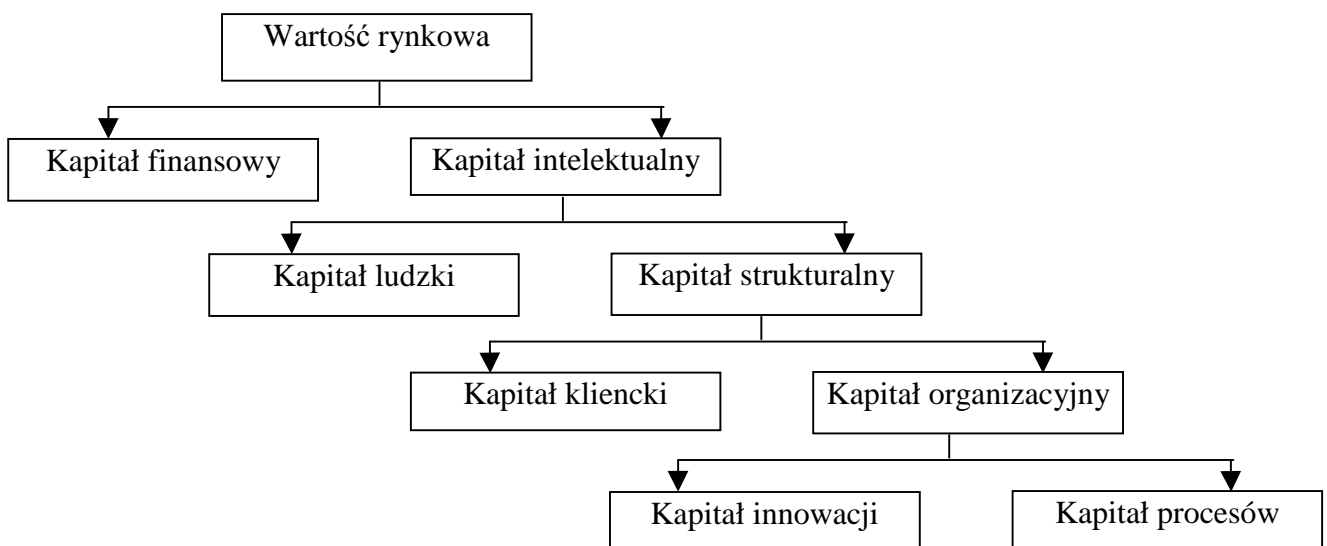 Wartość rynkowa
Kapitał finansowy
Kapitał intelektualny
Kapitał ludzki
Kapitał strukturalny
Kapitał kliencki
Kapitał organizacyjny
Kapitał innowacji
Kapitał procesów